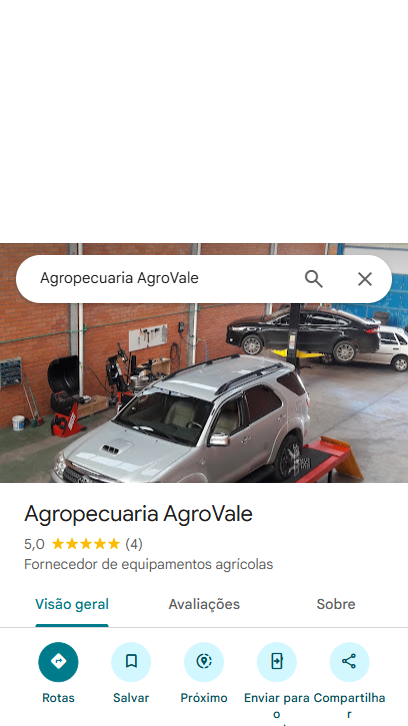 Agropecuaria AgroVale
Agropecuaria AgroVale
5,0 (4)
Fornecedor de equipamentos agrícolas
Visão geral Avaliações Sobre
Rotas Salvar Próximo Enviar para Compartilha
o r